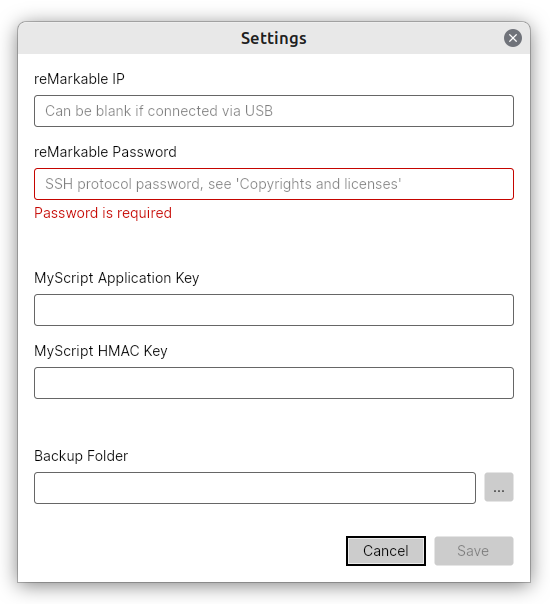 Settings
reMarkable IP
Can be blank if connected via USB
reMarkable Password
SSH protocol password, see 'Copyrights and licenses'
Password is required
MyScript Application Key
MyScript HMAC Key
Backup Folder
...
Cancel Save